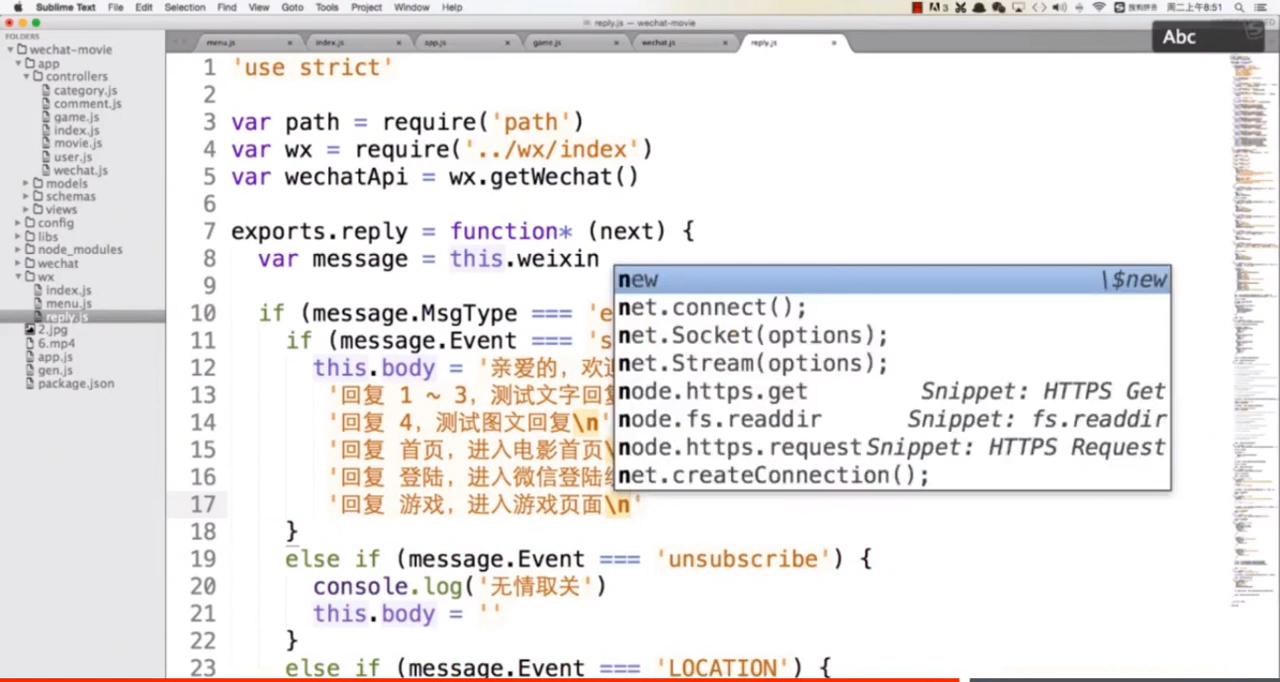 Sublime Text File Edit Selection Find View Goto Tools Project Window Help
3 搜狗拼音 周二上午8:51
reply.js — wechat-movie
menu.js index.js app.js game.js wechat.js reply.js
Abc
FOLDERS
wechat-movie
app
controllers
category.js
comment.js
game.js
index.js
movie.js
user.js
wechat.js
models
schemas
views
config
libs
node_modules
wechat
wx
index.js
menu.js
reply.js
2.jpg
6.mp4
app.js
gen.js
package.json
1 'use strict'
2
3 var path = require('path')
4 var wx = require('../wx/index')
5 var wechatApi = wx.getWechat()
6
7 exports.reply = function* (next) {
8 var message = this.weixin
9
10 if (message.MsgType === 'e
11 if (message.Event === 's
12 this.body = '亲爱的，欢迎
13 '回复 1 ~ 3，测试文字回复
14 '回复 4，测试图文回复\n'
15 '回复 首页，进入电影首页\
16 '回复 登陆，进入微信登陆
17 '回复 游戏，进入游戏页面\n'
18 }
19 else if (message.Event === 'unsubscribe') {
20 console.log('无情取关')
21 this.body = ''
22 }
23 else if (message.Event === 'LOCATION') {
new \$new
net.connect();
net.Socket(options);
net.Stream(options);
node.https.get Snippet: HTTPS Get
node.fs.readdir Snippet: fs.readdir
node.https.request Snippet: HTTPS Request
net.createConnection();